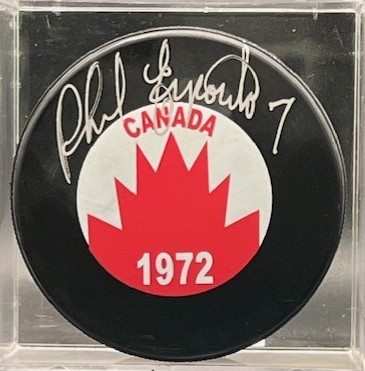 Phil Esposito 7
CANADA
1972